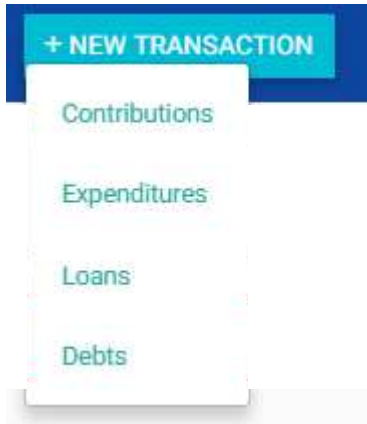 + NEW TRANSACTION
Contributions
Expenditures
Loans
Debts